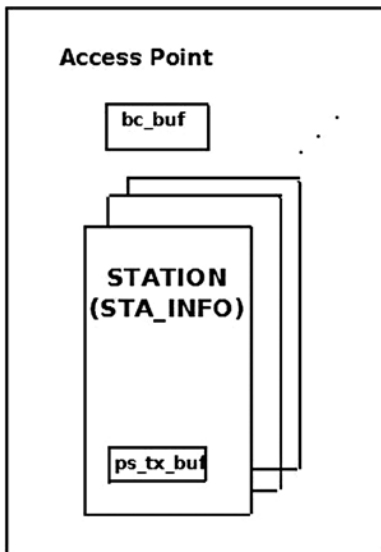 Access Point
bc_buf
STATION
(STA_INFO)
ps_tx_buf